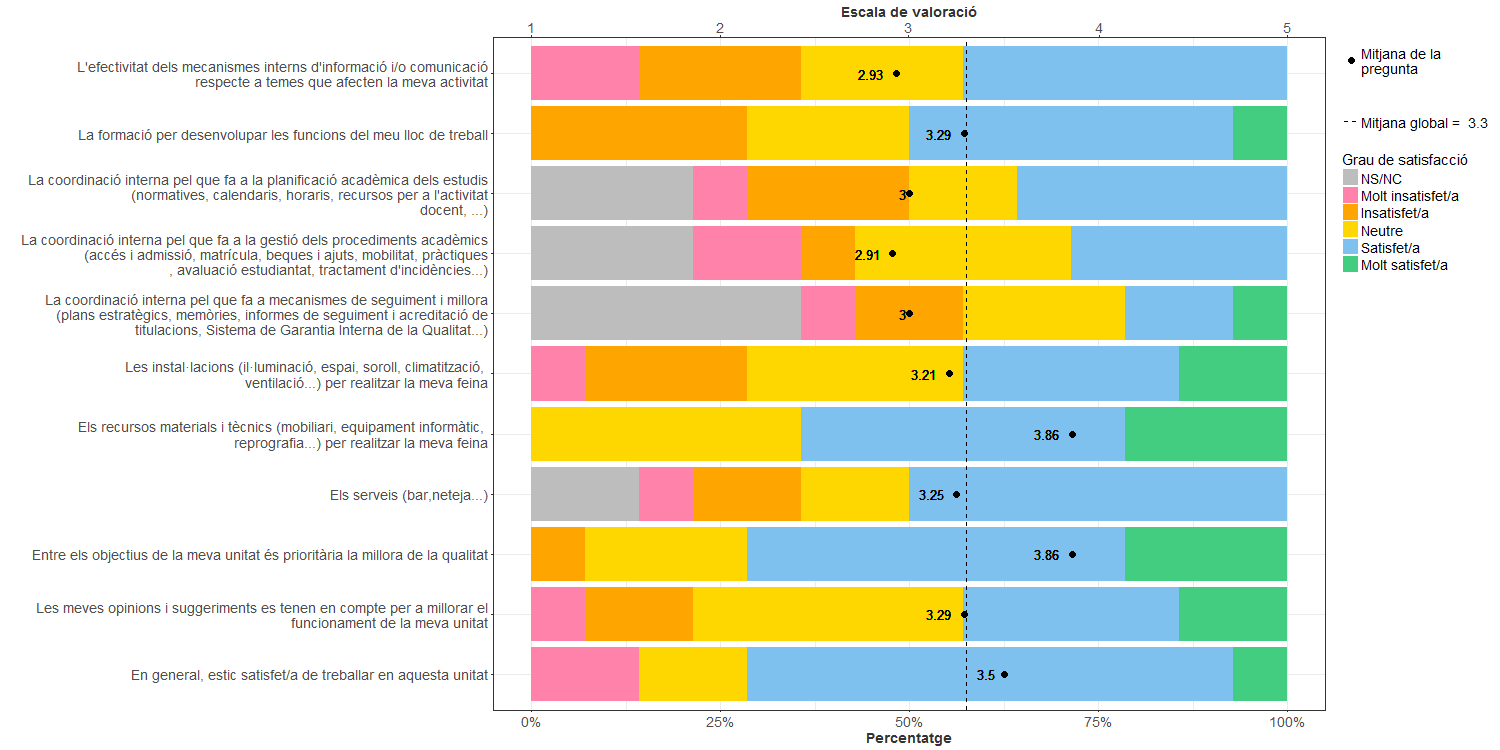 Escala de valoració
1 2 3 4 5
L'efectivitat dels mecanismes interns d'informació i/o comunicació
respecte a temes que afecten la meva activitat
2.93
La formació per desenvolupar les funcions del meu lloc de treball
3.29
La coordinació interna pel que fa a la planificació acadèmica dels estudis
(normatives, calendaris, horaris, recursos per a l'activitat
docent, ...)
3
La coordinació interna pel que fa a la gestió dels procediments acadèmics
(accés i admissió, matrícula, beques i ajuts, mobilitat, pràctiques
, avaluació estudiantat, tractament d'incidències...)
2.91
La coordinació interna pel que fa a mecanismes de seguiment i millora
(plans estratègics, memòries, informes de seguiment i acreditació de
titulacions, Sistema de Garantia Interna de la Qualitat...)
3
Les instal·lacions (il·luminació, espai, soroll, climatització,
ventilació...) per realitzar la meva feina
3.21
Els recursos materials i tècnics (mobiliari, equipament informàtic,
reprografia...) per realitzar la meva feina
3.86
Els serveis (bar,neteja...)
3.25
Entre els objectius de la meva unitat és prioritària la millora de la qualitat
3.86
Les meves opinions i suggeriments es tenen en compte per a millorar el
funcionament de la meva unitat
3.29
En general, estic satisfet/a de treballar en aquesta unitat
3.5
0% 25% 50% 75% 100%
Percentatge
Mitjana de la
pregunta
Mitjana global = 3.3
Grau de satisfacció
NS/NC
Molt insatisfet/a
Insatisfet/a
Neutre
Satisfet/a
Molt satisfet/a